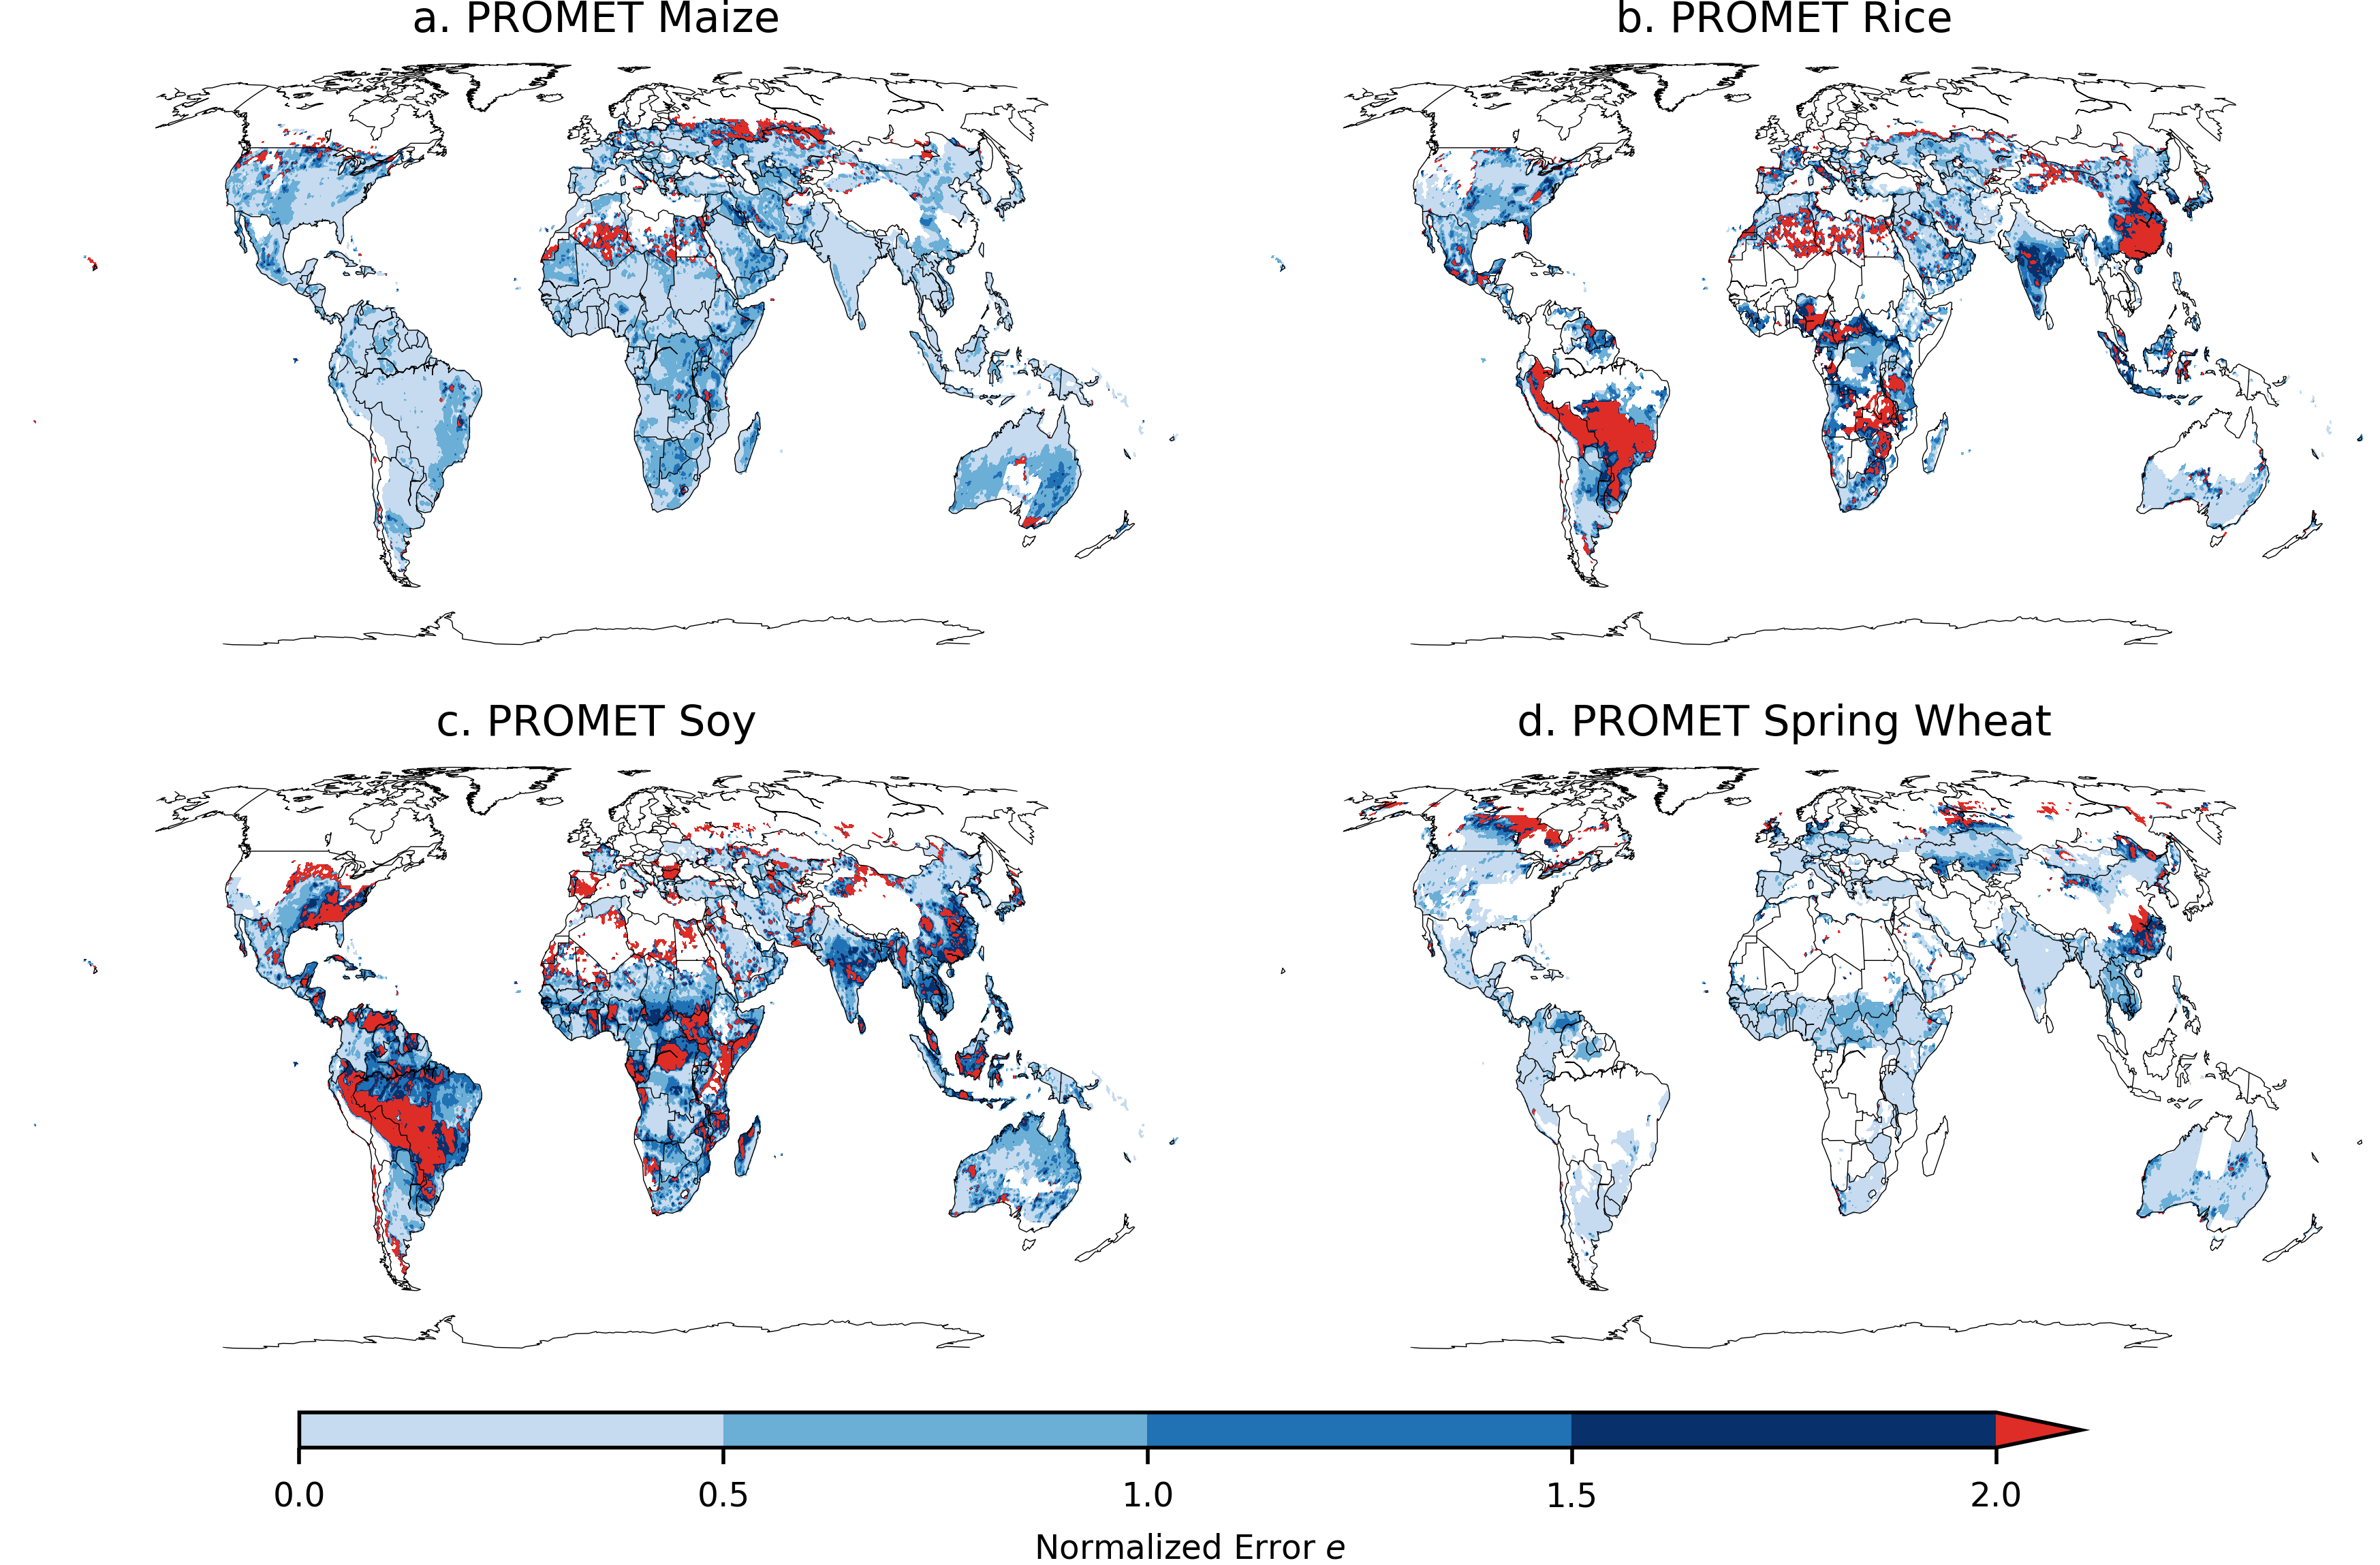 a. PROMET Maize
b. PROMET Rice
c. PROMET Soy
d. PROMET Spring Wheat
0.0
0.5
1.0
1.5
2.0
Normalized Error e